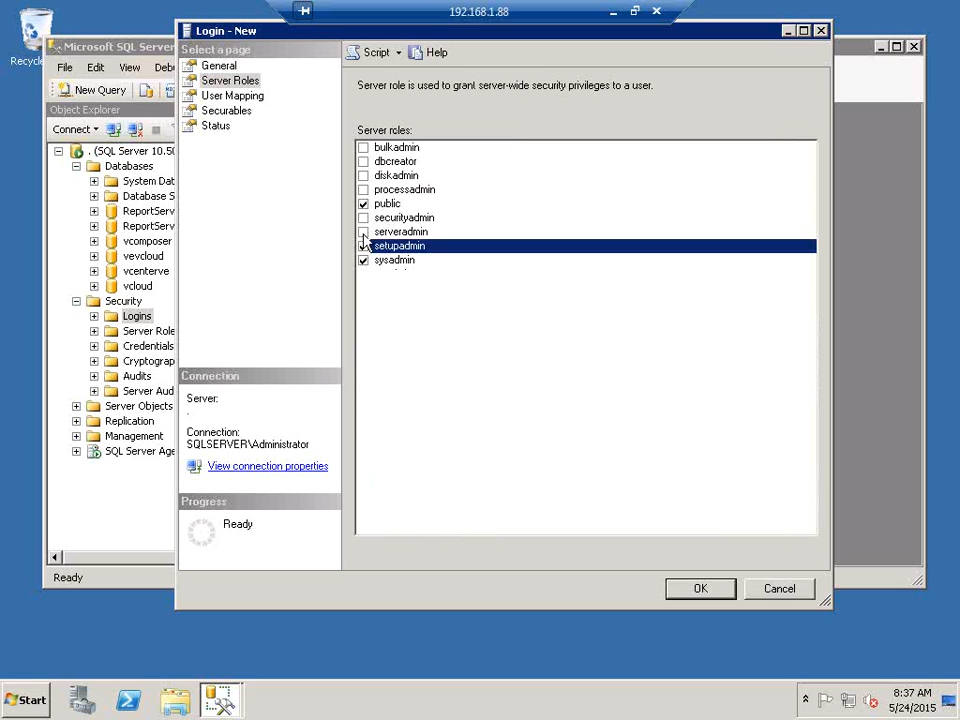 192.168.1.88
Recycle
Microsoft SQL Server
File Edit View Deb
New Query
Object Explorer
Connect
. (SQL Server 10.50
Databases
System Dat
Database S
ReportServ
ReportServ
vcomposer
vevcloud
vcenterve
vcloud
Security
Logins
Server Role
Credentials
Cryptograp
Audits
Server Aud
Server Objects
Replication
Management
SQL Server Age
Ready
Login - New
Select a page
General
Server Roles
User Mapping
Securables
Status
Connection
Server:
.
Connection:
SQLSERVER\Administrator
View connection properties
Progress
Ready
Script Help
Server role is used to grant server-wide security privileges to a user.
Server roles:
bulkadmin
dbcreator
diskadmin
processadmin
public
securityadmin
serveradmin
setupadmin
sysadmin
OK Cancel
Start
8:37 AM
5/24/2015